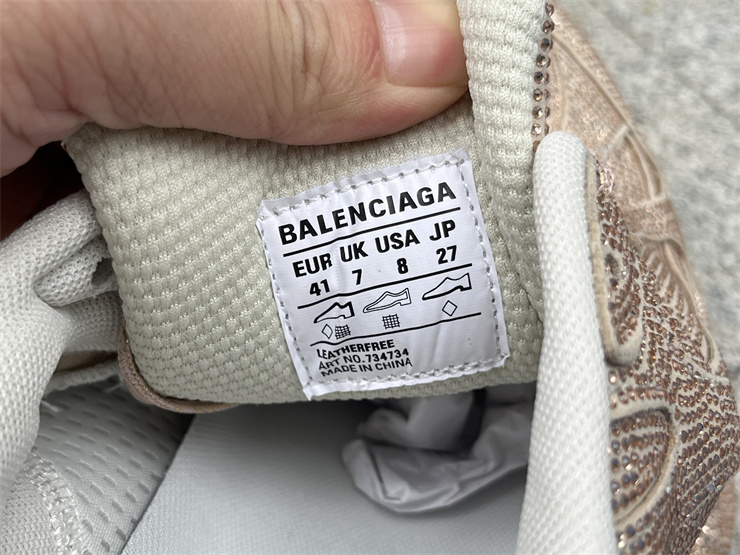 BALENCIAGA
EUR UK USA JP
41 7 8 27
LEATHERFREE
ART NO.734734
MADE IN CHINA